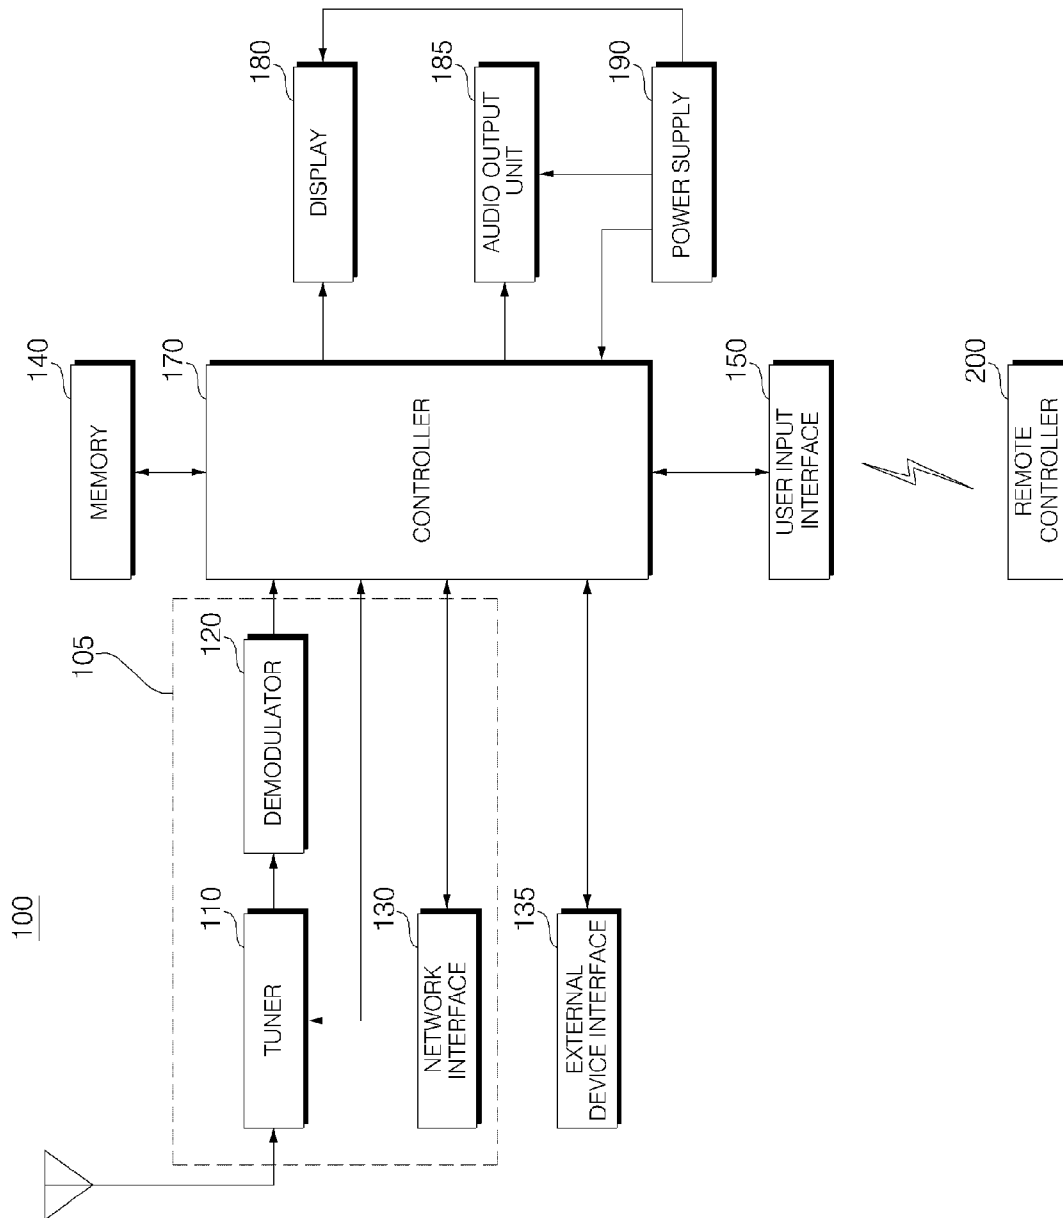 100
105
110
TUNER
120
DEMODULATOR
130
NETWORK
INTERFACE
135
EXTERNAL
DEVICE INTERFACE
140
MEMORY
170
CONTROLLER
150
USER INPUT
INTERFACE
200
REMOTE
CONTROLLER
180
DISPLAY
185
AUDIO OUTPUT
UNIT
190
POWER SUPPLY